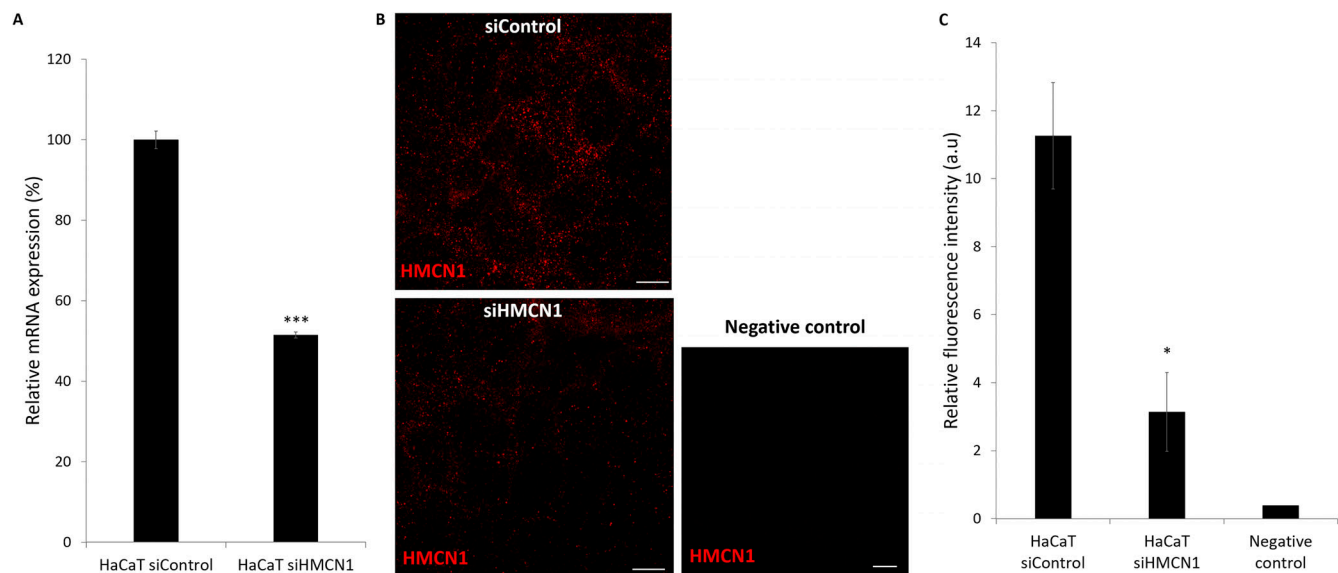 A
Relative mRNA expression (%)
120
100
80
60
40
20
0
***
HaCaT siControl
HaCaT siHMCN1
B
siControl
HMCN1
siHMCN1
HMCN1
Negative control
HMCN1
C
Relative fluorescence intensity (a.u)
14
12
10
8
6
4
2
0
*
HaCaT
siControl
HaCaT
siHMCN1
Negative
control